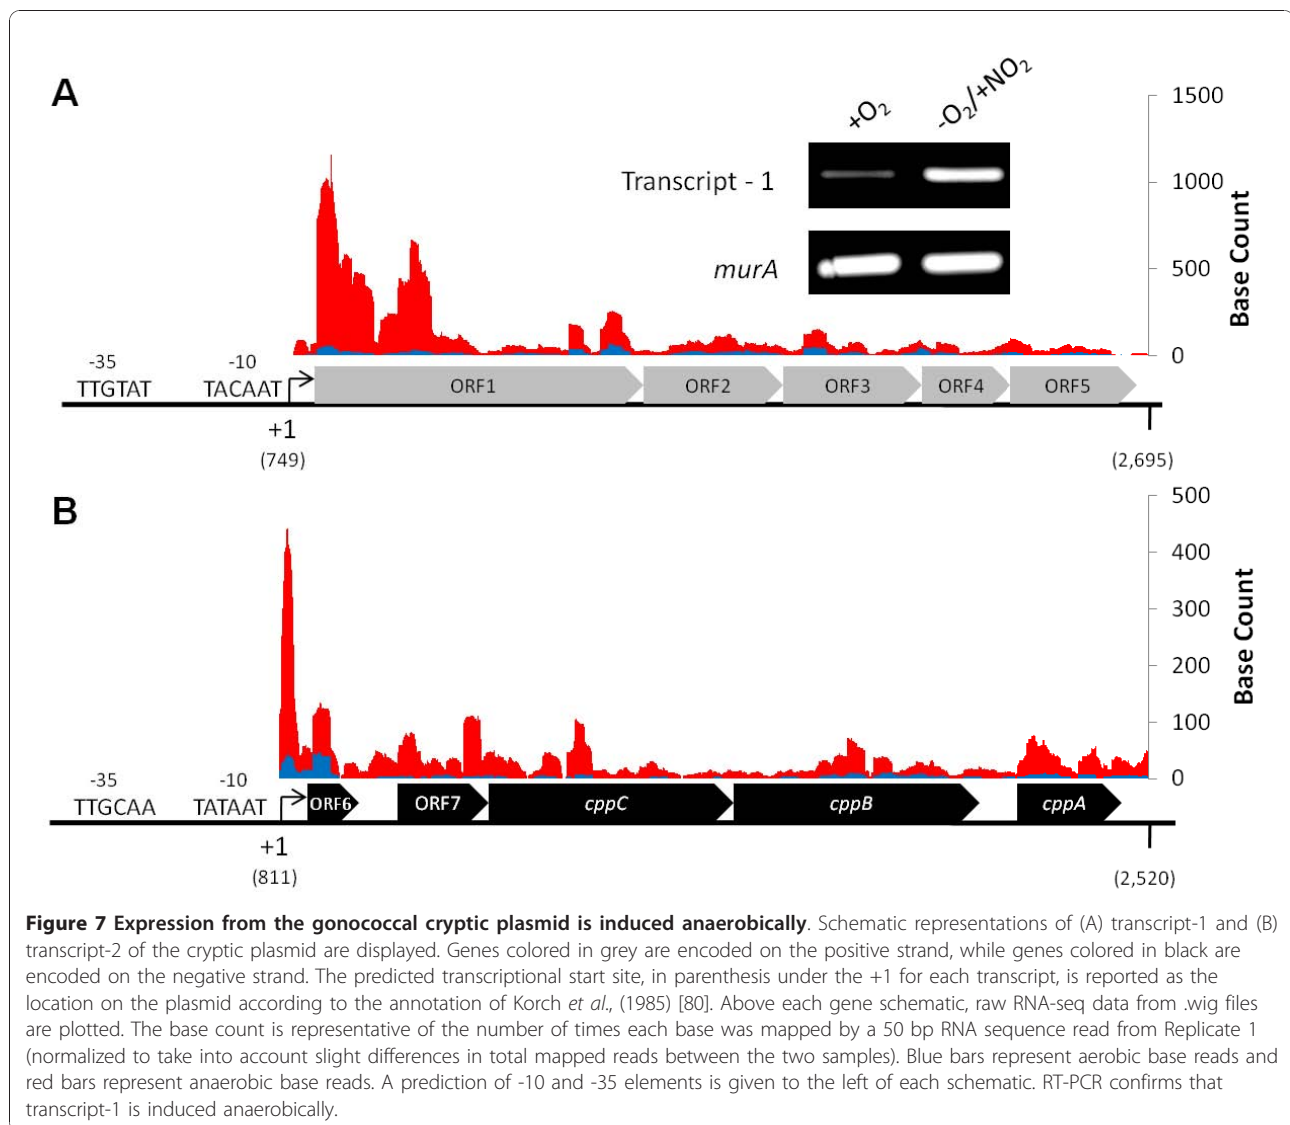 A
+O2
-O2/+NO2
Transcript - 1
murA
1500
1000
500
0
Base Count
-35
-10
TTGTAT
TACAAT
ORF1
ORF2
ORF3
ORF4
ORF5
+1
(749)
(2,695)
B
500
400
300
200
100
0
Base Count
-35
-10
TTGCAA
TATAAT
ORF6
ORF7
cppC
cppB
cppA
+1
(811)
(2,520)
Figure 7 Expression from the gonococcal cryptic plasmid is induced anaerobically. Schematic representations of (A) transcript-1 and (B)
transcript-2 of the cryptic plasmid are displayed. Genes colored in grey are encoded on the positive strand, while genes colored in black are
encoded on the negative strand. The predicted transcriptional start site, in parenthesis under the +1 for each transcript, is reported as the
location on the plasmid according to the annotation of Korch et al., (1985) [80]. Above each gene schematic, raw RNA-seq data from .wig files
are plotted. The base count is representative of the number of times each base was mapped by a 50 bp RNA sequence read from Replicate 1
(normalized to take into account slight differences in total mapped reads between the two samples). Blue bars represent aerobic base reads and
red bars represent anaerobic base reads. A prediction of -10 and -35 elements is given to the left of each schematic. RT-PCR confirms that
transcript-1 is induced anaerobically.